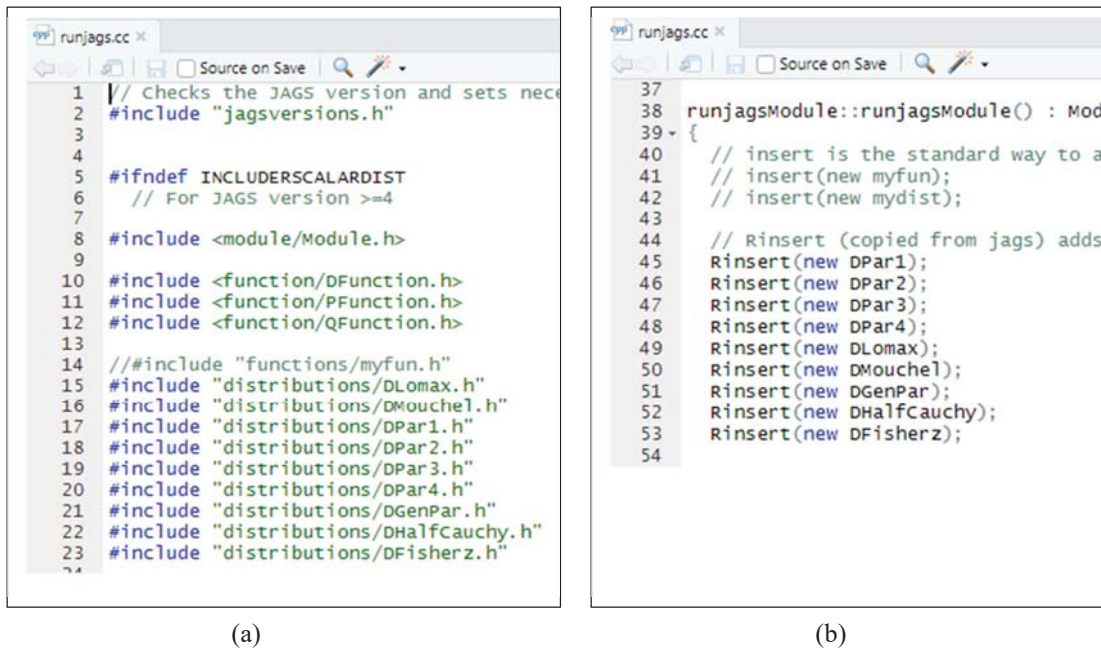 runjags.cc ×
Source on Save
1 // Checks the JAGS version and sets nece
2 #include "jagsversions.h"
3
4
5 #ifndef INCLUDERSCALARDIST
6 // For JAGS version >=4
7
8 #include <module/Module.h>
9
10 #include <function/DFunction.h>
11 #include <function/PFunction.h>
12 #include <function/QFunction.h>
13
14 //#include "functions/myfun.h"
15 #include "distributions/DLomax.h"
16 #include "distributions/DMouchel.h"
17 #include "distributions/DPar1.h"
18 #include "distributions/DPar2.h"
19 #include "distributions/DPar3.h"
20 #include "distributions/DPar4.h"
21 #include "distributions/DGenPar.h"
22 #include "distributions/DHalfCauchy.h"
23 #include "distributions/DFisherz.h"
24
(a)
runjags.cc ×
Source on Save
37
38 runjagsModule::runjagsModule() : Mod
39 {
40 // insert is the standard way to a
41 // insert(new myfun);
42 // insert(new mydist);
43
44 // Rinsert (copied from jags) adds
45 Rinsert(new DPar1);
46 Rinsert(new DPar2);
47 Rinsert(new DPar3);
48 Rinsert(new DPar4);
49 Rinsert(new DLomax);
50 Rinsert(new DMouchel);
51 Rinsert(new DGenPar);
52 Rinsert(new DHalfCauchy);
53 Rinsert(new DFisherz);
54
(b)